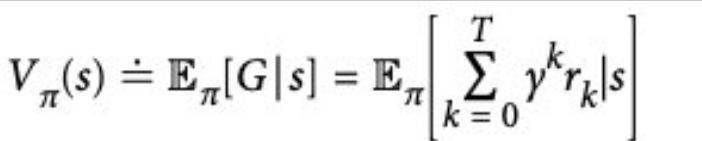 V_π(s) ≐ 𝔼_π[G|s] = 𝔼_π[∑_{k = 0}^{T} γ^k r_k|s]